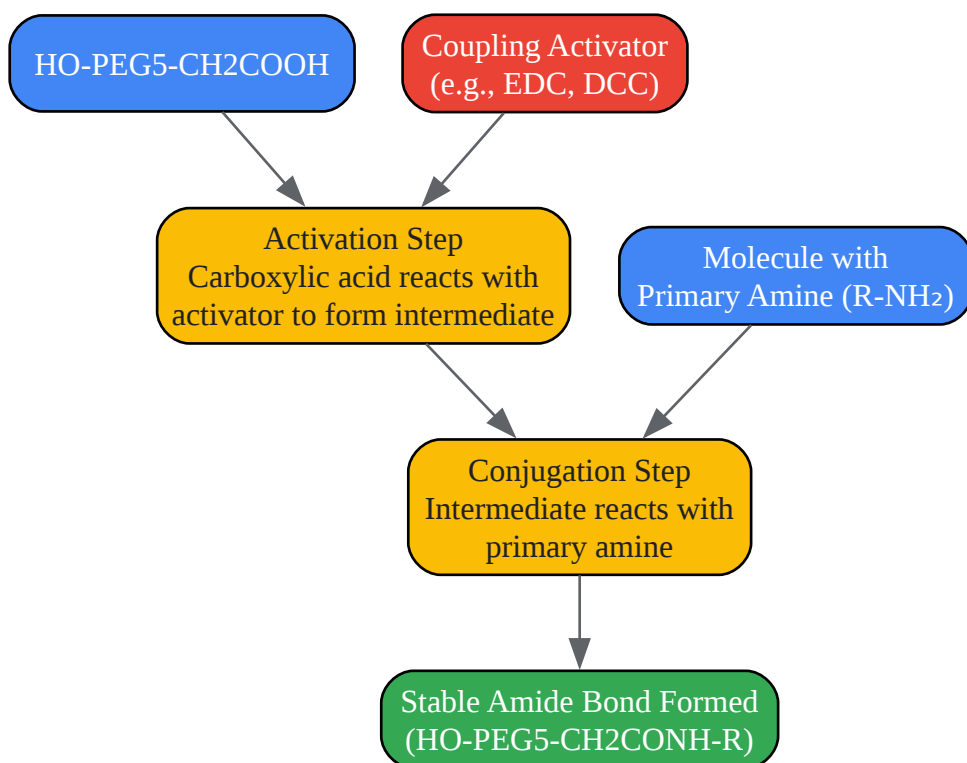 HO-PEG5-CH2COOH
Coupling Activator
(e.g., EDC, DCC)
Activation Step
Carboxylic acid reacts with
activator to form intermediate
Molecule with
Primary Amine (R-NH₂)
Conjugation Step
Intermediate reacts with
primary amine
Stable Amide Bond Formed
(HO-PEG5-CH2CONH-R)